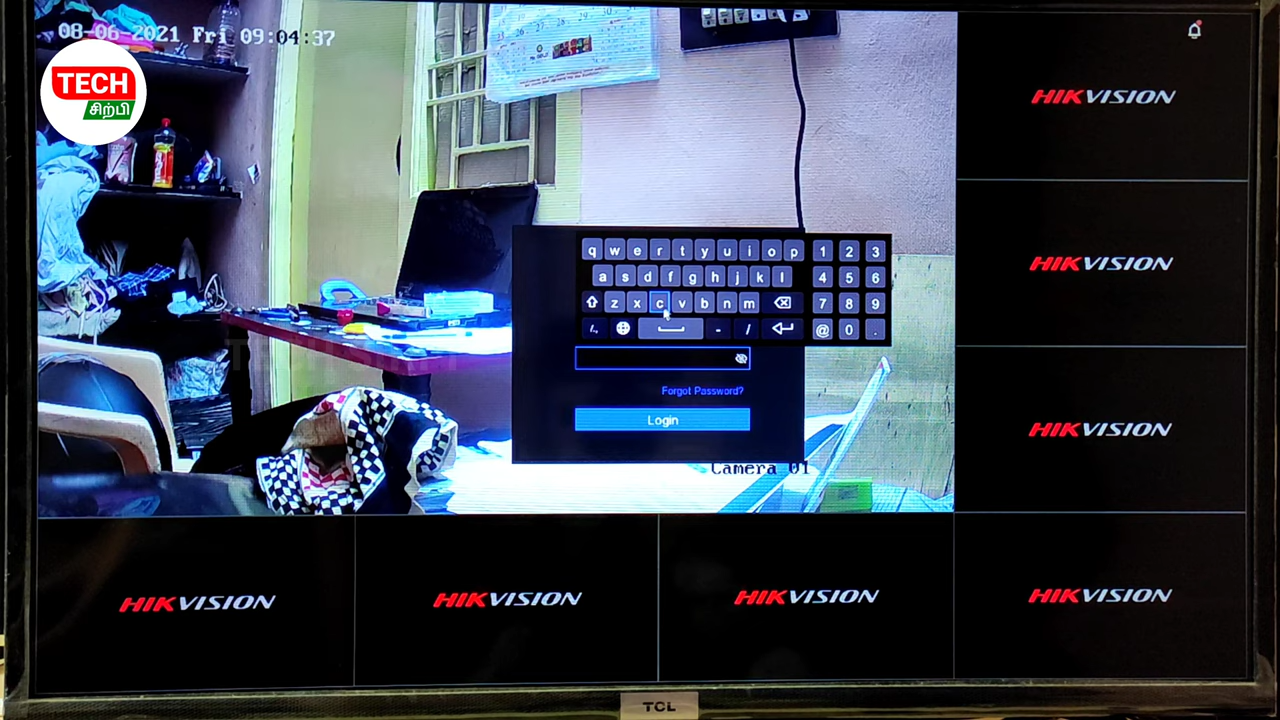 08-06-2021 Fri 09:04:37
TECH
சிற்பி
HIKVISION
HIKVISION
q w e r t y u i o p 1 2 3
a s d f g h j k l 4 5 6
z x c v b n m 7 8 9
/,. - / @ 0 .
Forgot Password?
Login
HIKVISION
Camera 01
HIKVISION HIKVISION HIKVISION HIKVISION
TCL